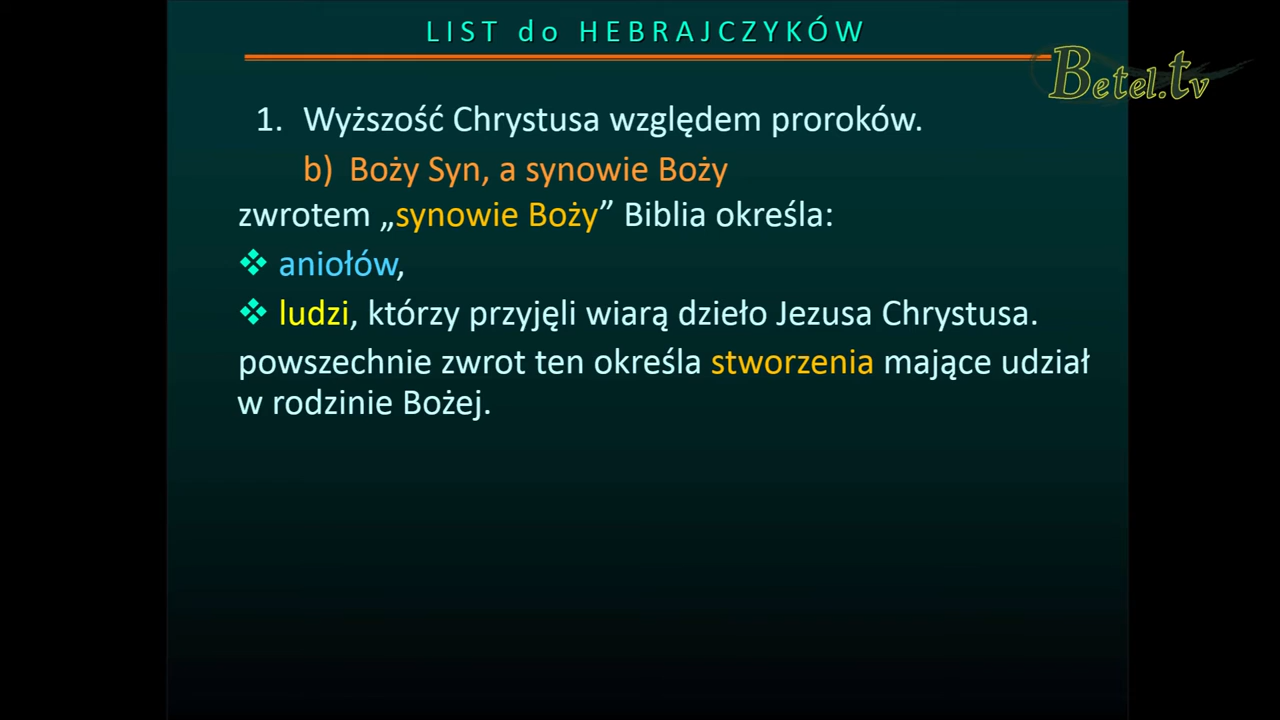 LIST do HEBRAJCZYKÓW
Betel.tv
1. Wyższość Chrystusa względem proroków.
b) Boży Syn, a synowie Boży
zwrotem „synowie Boży” Biblia określa:
❖ aniołów,
❖ ludzi, którzy przyjęli wiarą dzieło Jezusa Chrystusa.
powszechnie zwrot ten określa stworzenia mające udział
w rodzinie Bożej.